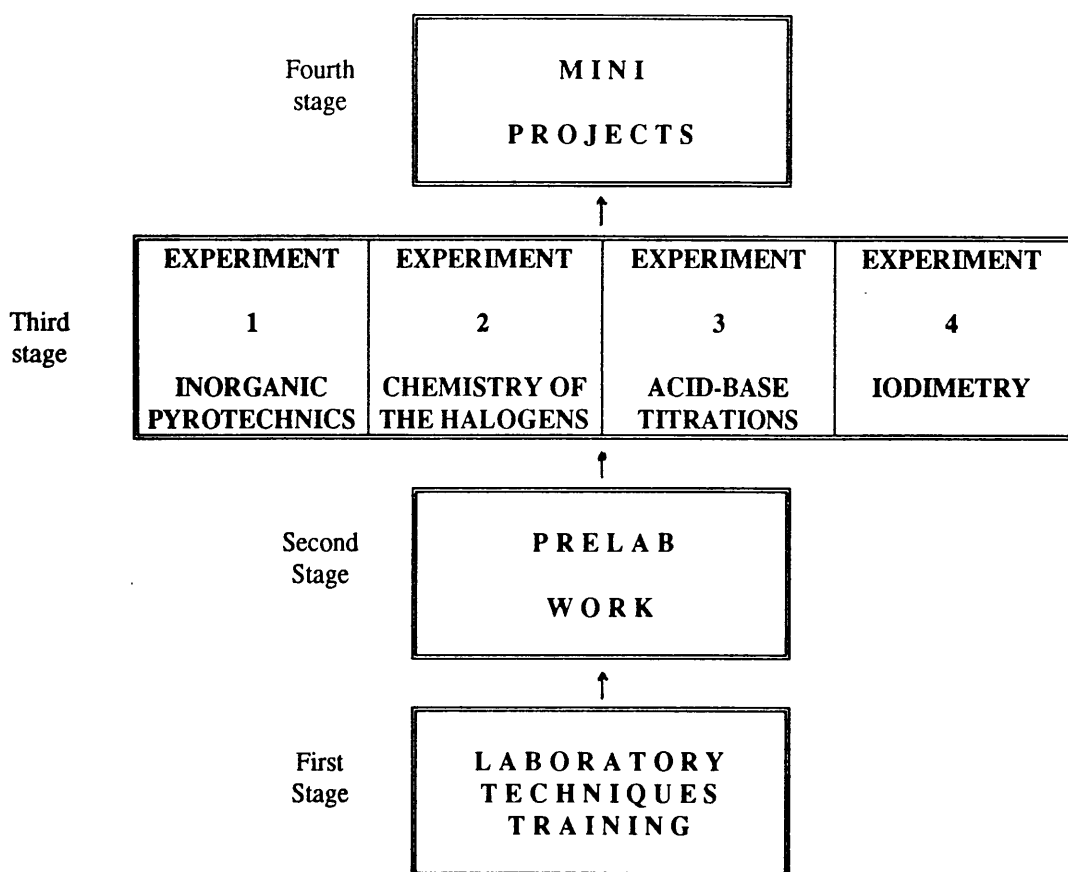 Fourth
stage
MINI
PROJECTS
Third
stage
EXPERIMENT
1
INORGANIC
PYROTECHNICS
EXPERIMENT
2
CHEMISTRY OF
THE HALOGENS
EXPERIMENT
3
ACID-BASE
TITRATIONS
EXPERIMENT
4
IODIMETRY
Second
Stage
PRELAB
WORK
First
Stage
LABORATORY
TECHNIQUES
TRAINING